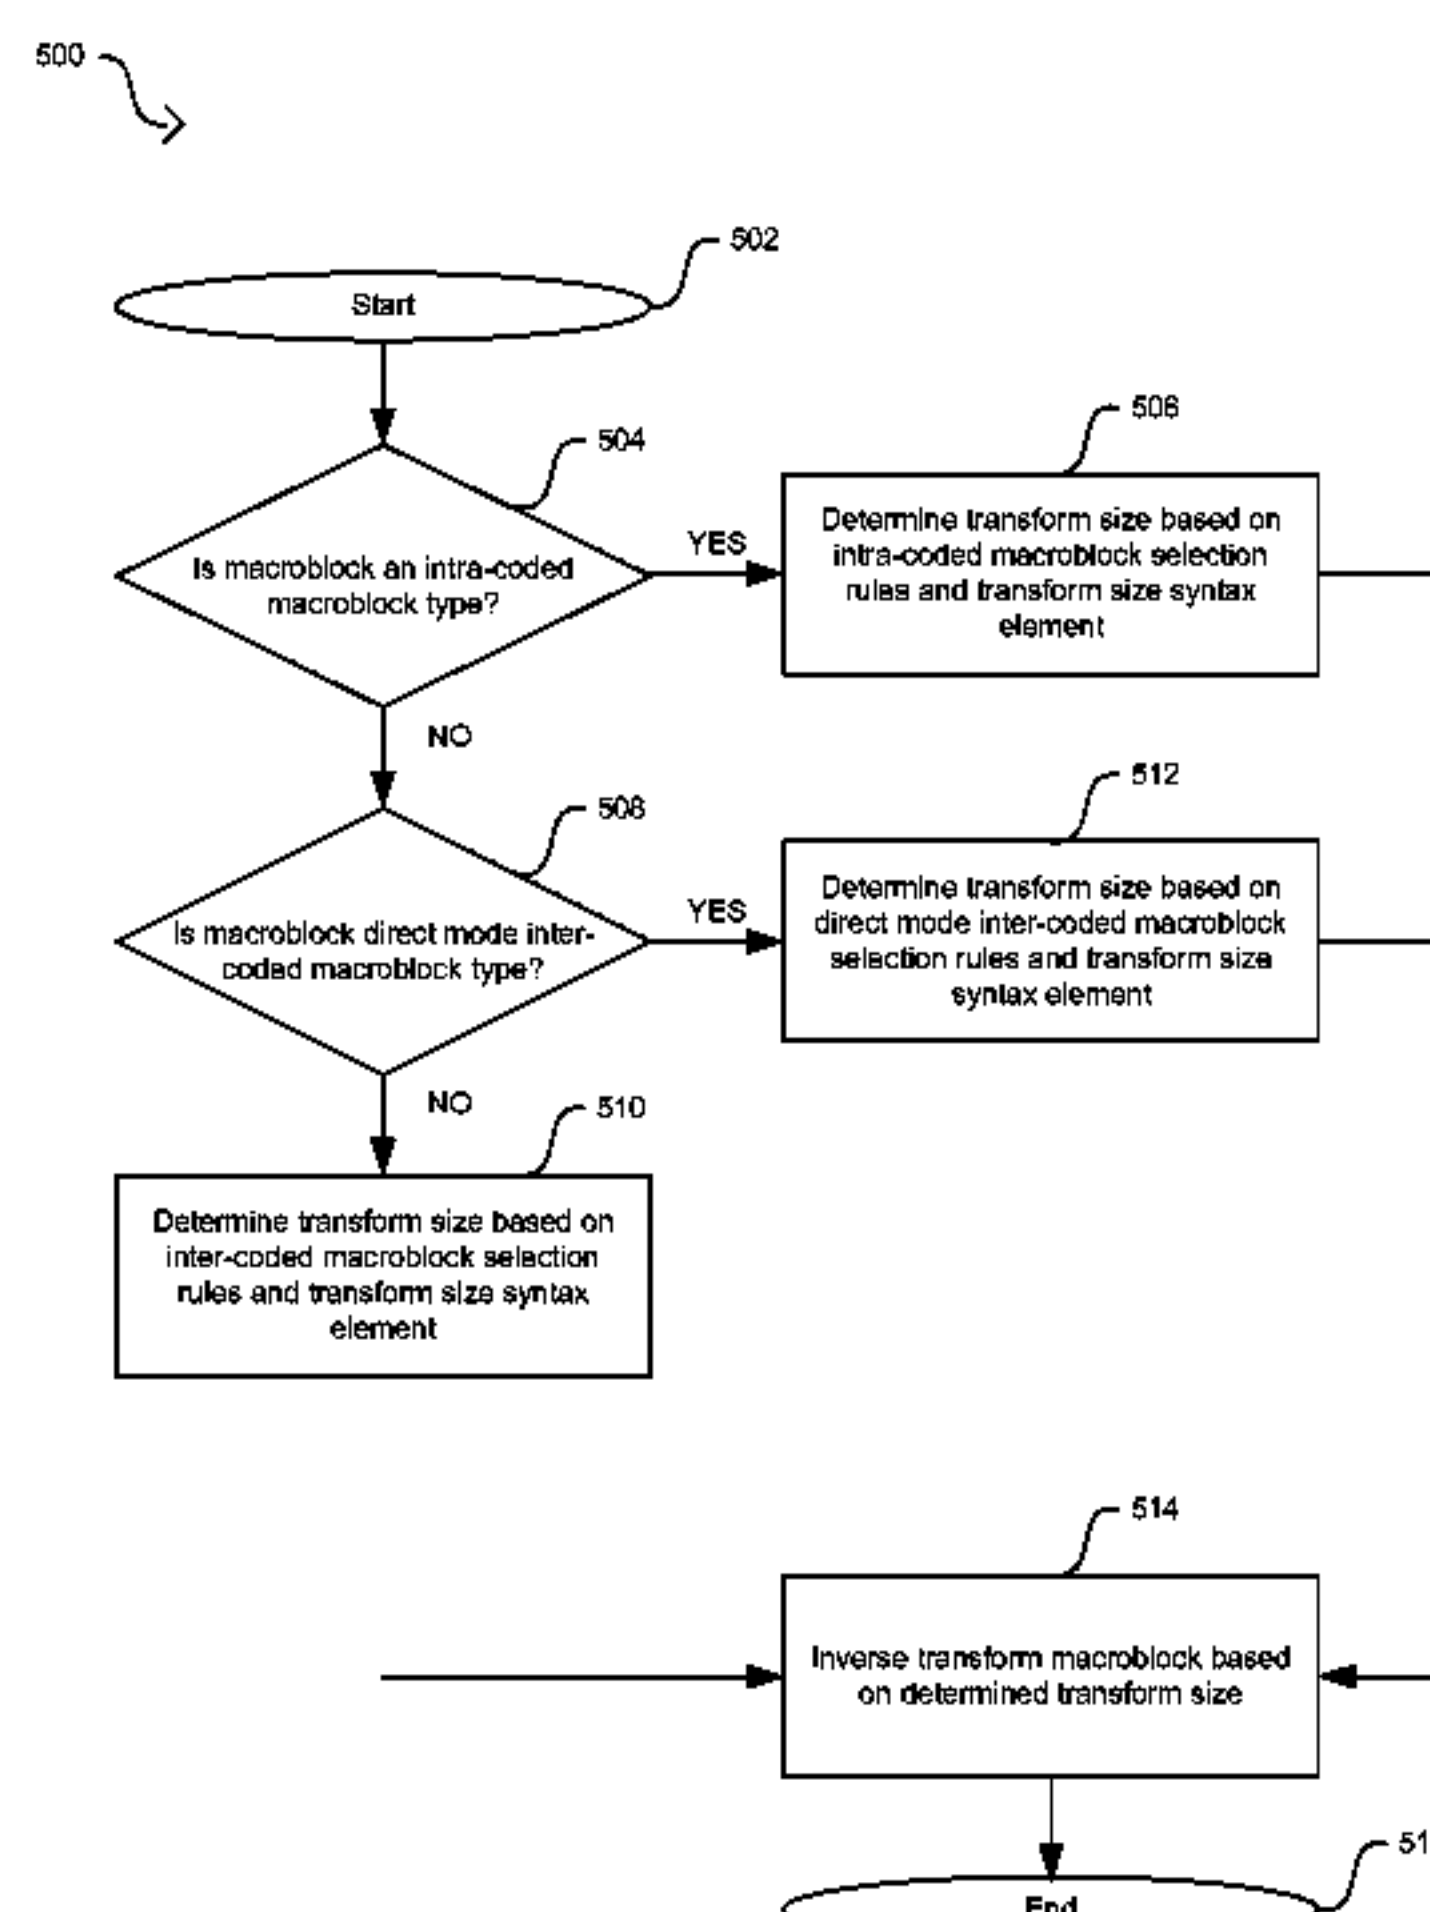 500
502
Start
504
506
Is macroblock an intra-coded
macroblock type?
YES
Determine transform size based on
intra-coded macroblock selection
rules and transform size syntax
element
NO
508
512
Is macroblock direct mode inter-
coded macroblock type?
YES
Determine transform size based on
direct mode inter-coded macroblock
selection rules and transform size
syntax element
NO
510
Determine transform size based on
inter-coded macroblock selection
rules and transform size syntax
element
514
Inverse transform macroblock based
on determined transform size
End